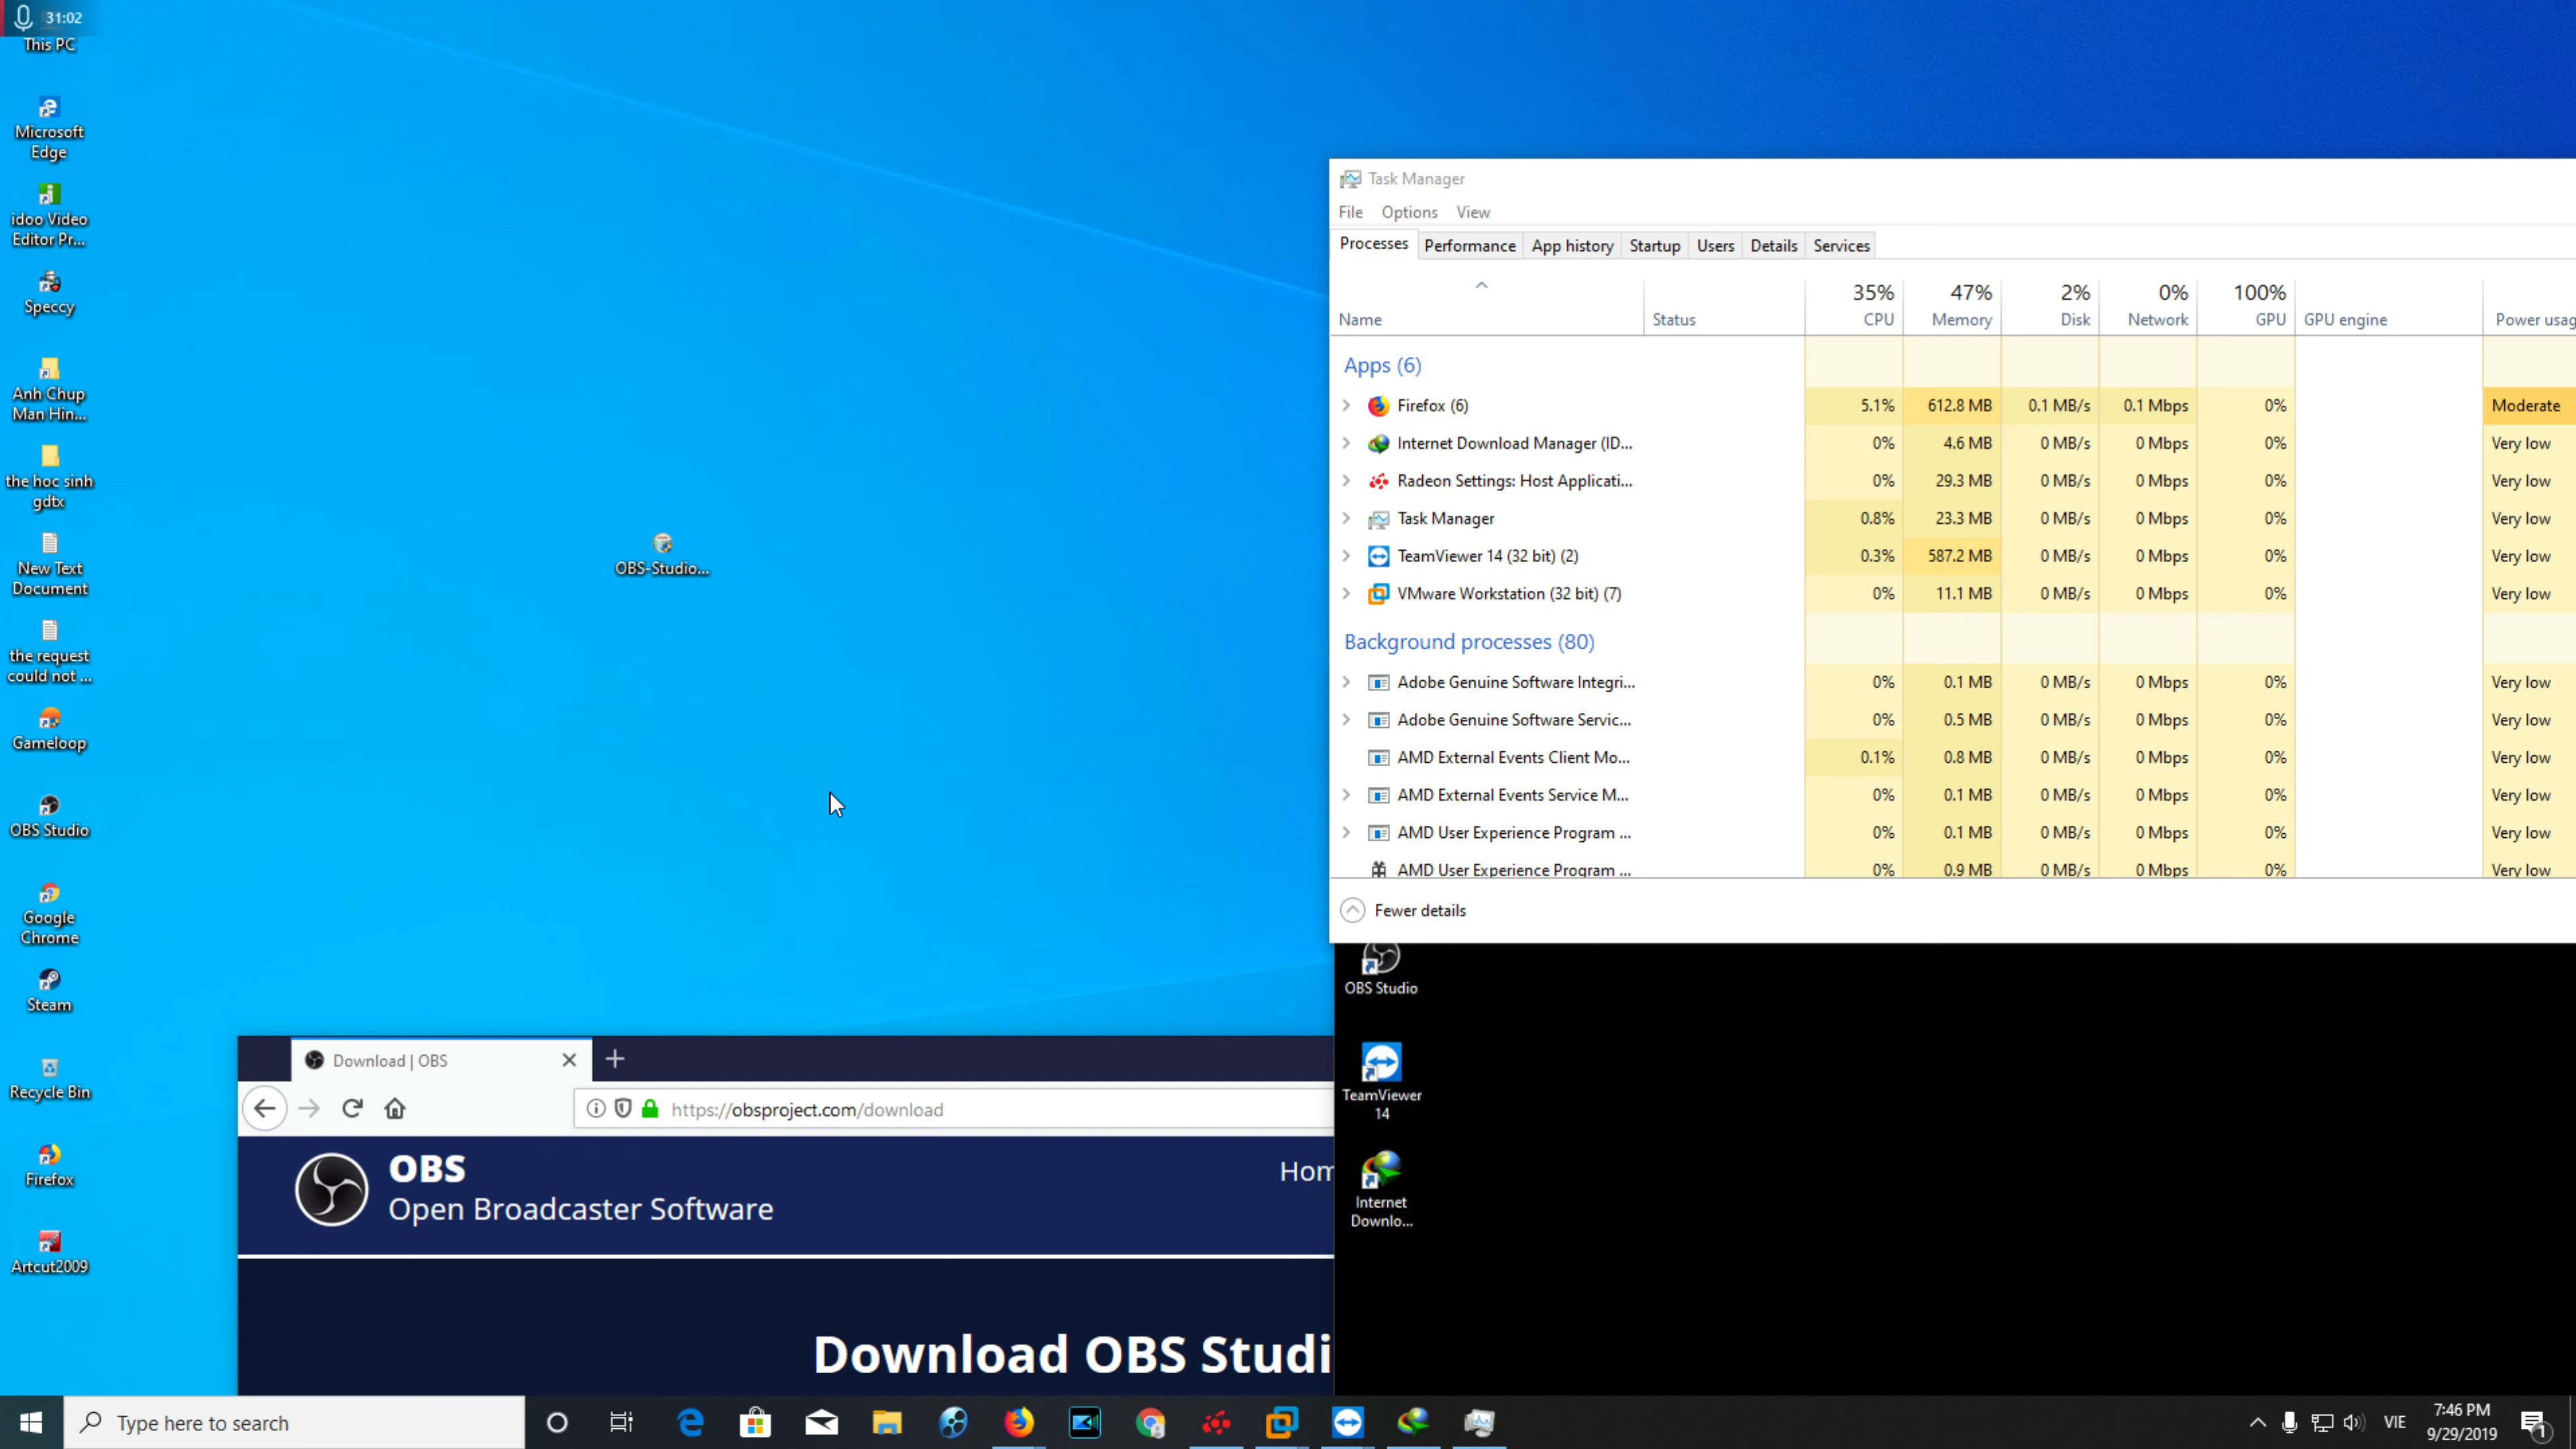 31:02
This PC
Microsoft
Edge
idoo Video
Editor Pr...
Speccy
Anh Chup
Man Hin...
the hoc sinh
gdtx
New Text
Document
the request
could not ...
Gameloop
OBS Studio
Google
Chrome
Steam
Recycle Bin
Firefox
Artcut2009
OBS-Studio...
Task Manager
File Options View
Processes Performance App history Startup Users Details Services
35% 47% 2% 0% 100%
Name Status CPU Memory Disk Network GPU GPU engine Power usag
Apps (6)
Firefox (6) 5.1% 612.8 MB 0.1 MB/s 0.1 Mbps 0% Moderate
Internet Download Manager (ID... 0% 4.6 MB 0 MB/s 0 Mbps 0% Very low
Radeon Settings: Host Applicati... 0% 29.3 MB 0 MB/s 0 Mbps 0% Very low
Task Manager 0.8% 23.3 MB 0 MB/s 0 Mbps 0% Very low
TeamViewer 14 (32 bit) (2) 0.3% 587.2 MB 0 MB/s 0 Mbps 0% Very low
VMware Workstation (32 bit) (7) 0% 11.1 MB 0 MB/s 0 Mbps 0% Very low
Background processes (80)
Adobe Genuine Software Integri... 0% 0.1 MB 0 MB/s 0 Mbps 0% Very low
Adobe Genuine Software Servic... 0% 0.5 MB 0 MB/s 0 Mbps 0% Very low
AMD External Events Client Mo... 0.1% 0.8 MB 0 MB/s 0 Mbps 0% Very low
AMD External Events Service M... 0% 0.1 MB 0 MB/s 0 Mbps 0% Very low
AMD User Experience Program ... 0% 0.1 MB 0 MB/s 0 Mbps 0% Very low
AMD User Experience Program ... 0% 0.9 MB 0 MB/s 0 Mbps 0% Very low
Fewer details
OBS Studio
TeamViewer
14
Internet
Downlo...
Download | OBS
https://obsproject.com/download
OBS
Open Broadcaster Software
Hom
Download OBS Studi
Type here to search
VIE
7:46 PM
9/29/2019
1